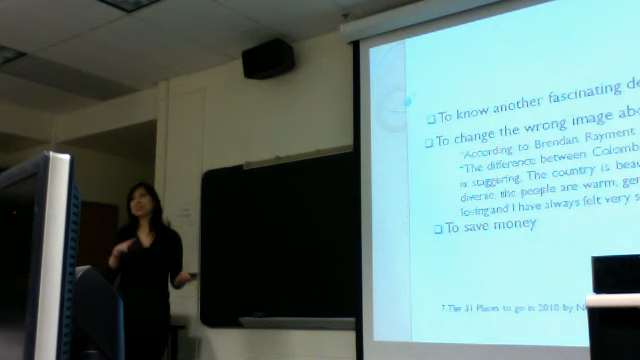 To know another fascinating de
To change the wrong image abo
"According to Brendan Rayment
"The difference between Colomb
is staggering. The country is beau
diverse, the people are warm, gen
loving and I have always felt very s
To save money
7 The 31 Places to go in 2010 by N